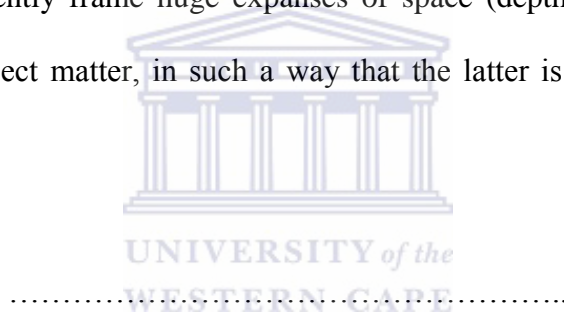 ently frame huge expanses of space (depth
ect matter, in such a way that the latter is
UNIVERSITY of the
WESTERN CAPE
…………………………………………..